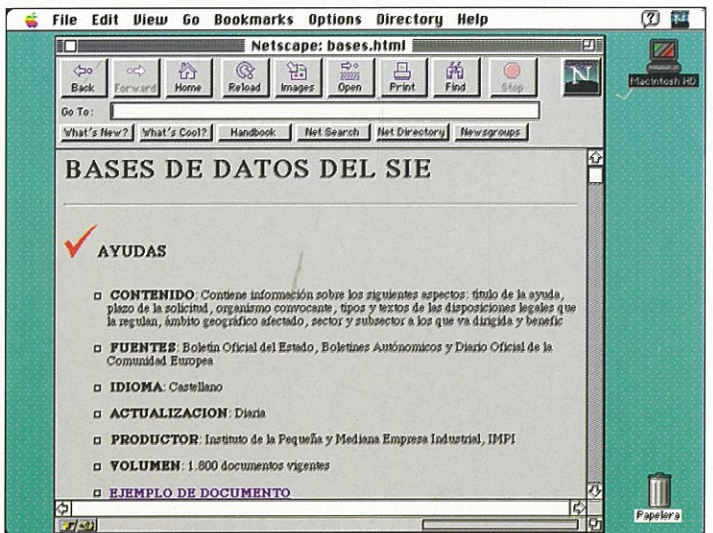 File Edit View Go Bookmarks Options Directory Help
Netscape: bases.html
Back Forward Home Reload Images Open Print Find Stop
N
Macintosh HD
Go To:
What's New? What's Cool? Handbook Net Search Net Directory Newsgroups
BASES DE DATOS DEL SIE
AYUDAS
CONTENIDO: Contiene información sobre los siguientes aspectos: título de la ayuda,
plazo de la solicitud, organismo convocante, tipos y textos de las disposiciones legales que
la regulan, ámbito geográfico afectado, sector y subsector a los que va dirigida y benefic
FUENTES: Boletín Oficial del Estado, Boletines Autónomicos y Diario Oficial de la
Comunidad Europea
IDIOMA: Castellano
ACTUALIZACION: Diaria
PRODUCTOR: Instituto de la Pequeña y Mediana Empresa Industrial, IMPI
VOLUMEN: 1.800 documentos vigentes
EJEMPLO DE DOCUMENTO
Papelera